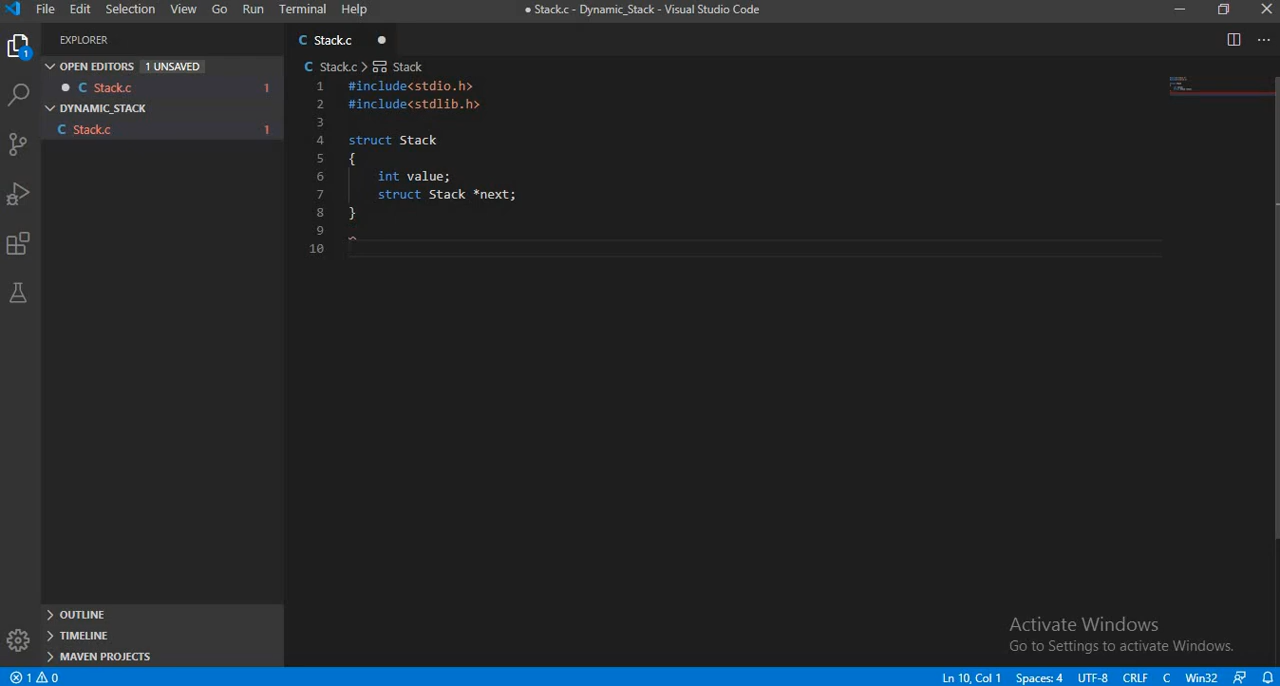 File Edit Selection View Go Run Terminal Help ● Stack.c - Dynamic_Stack - Visual Studio Code
EXPLORER
OPEN EDITORS 1 UNSAVED
● C Stack.c 1
DYNAMIC_STACK
C Stack.c 1
OUTLINE
TIMELINE
MAVEN PROJECTS
1
C Stack.c ●
C Stack.c > Stack
1 #include<stdio.h>
2 #include<stdlib.h>
3
4 struct Stack
5 {
6     int value;
7     struct Stack *next;
8 }
9
10
Activate Windows
Go to Settings to activate Windows.
1 0 Ln 10, Col 1 Spaces: 4 UTF-8 CRLF C Win32